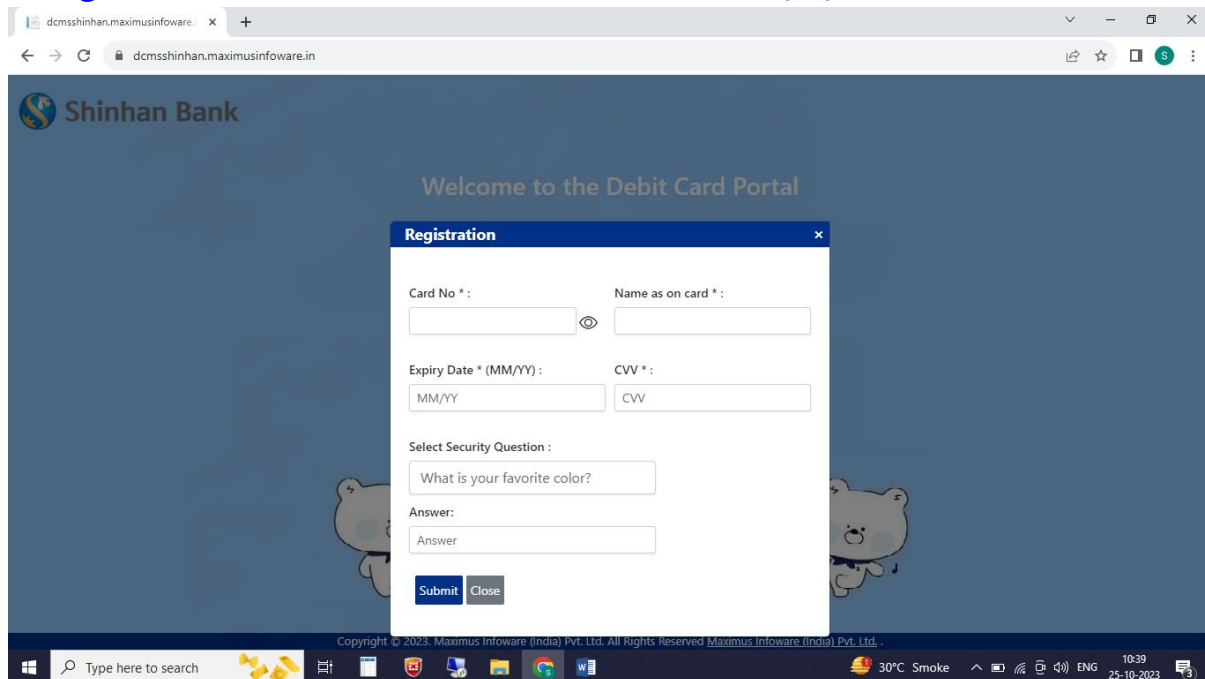 dcmsshinhan.maximusinfoware.
dcmsshinhan.maximusinfoware.in
S
Shinhan Bank
Welcome to the Debit Card Portal
Registration ×
Card No * : Name as on card * :
Expiry Date * (MM/YY) : CVV * :
MM/YY CVV
Select Security Question :
What is your favorite color?
Answer:
Answer
Submit Close
Copyright © 2023. Maximus Infoware (India) Pvt. Ltd. All Rights Reserved Maximus Infoware (India) Pvt. Ltd. .
Type here to search 30°C Smoke ENG 10:39
25-10-2023 3